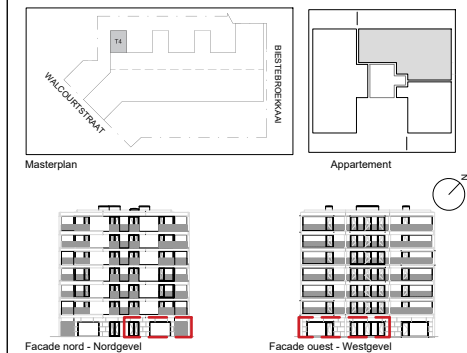 T4
WALCOURTSTRAAT
BIESTEBROEKKAAI
Masterplan
Appartement
N
Facade nord - Nordgevel
Facade ouest - Westgevel